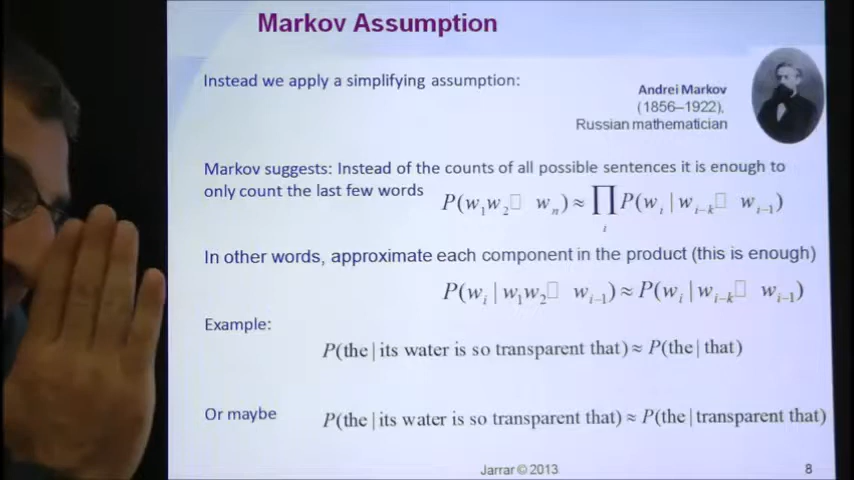 Markov Assumption
Instead we apply a simplifying assumption:
Andrei Markov
(1856–1922),
Russian mathematician
Markov suggests: Instead of the counts of all possible sentences it is enough to
only count the last few words
P(w₁w₂□ wₙ) ≈ ∏ᵢ P(wᵢ | wᵢ₋ₖ□ wᵢ₋₁)
In other words, approximate each component in the product (this is enough)
P(wᵢ | w₁w₂□ wᵢ₋₁) ≈ P(wᵢ | wᵢ₋ₖ□ wᵢ₋₁)
Example:
P(the | its water is so transparent that) ≈ P(the | that)
Or maybe
P(the | its water is so transparent that) ≈ P(the | transparent that)
Jarrar © 2013
8